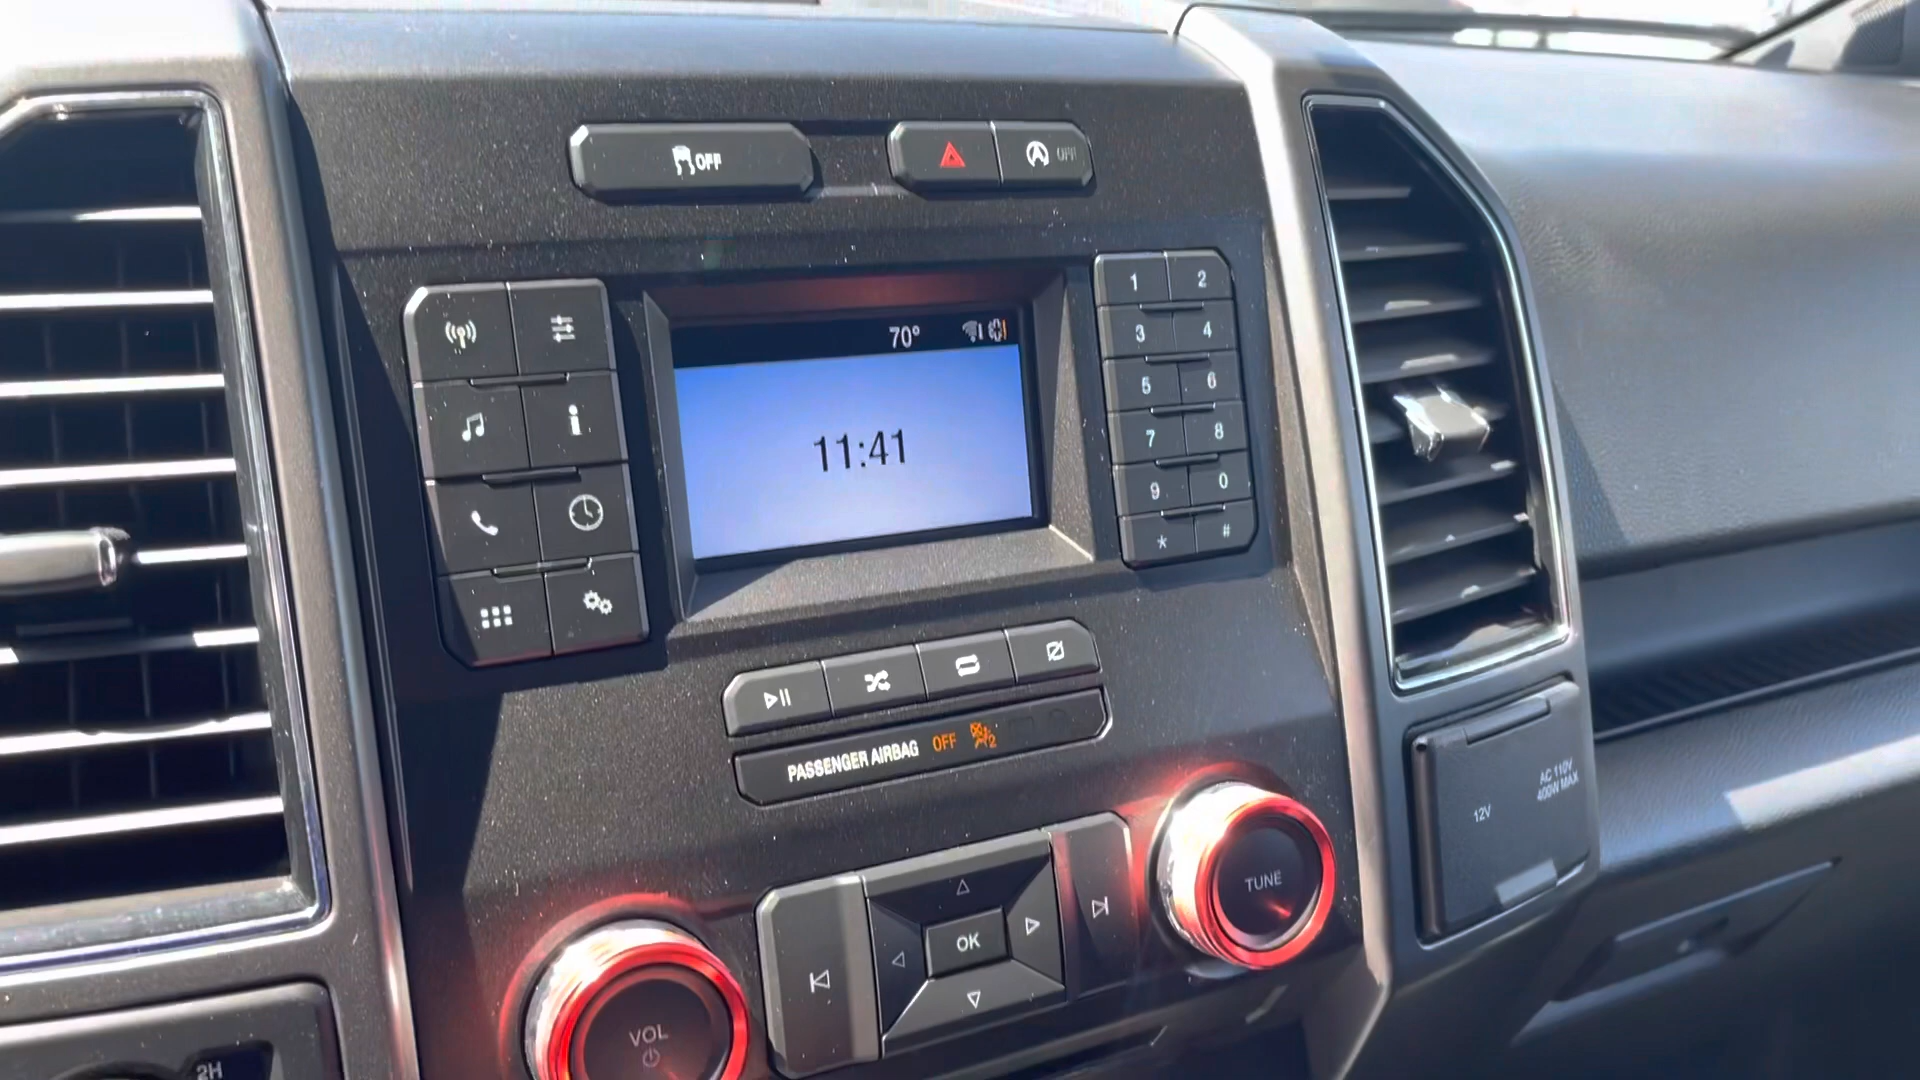 OFF
OFF
70°
11:41
1 2
3 4
5 6
7 8
9 0
* #
PASSENGER AIRBAG OFF 2
12V
AC 110V
400W MAX
TUNE
OK
VOL
2H